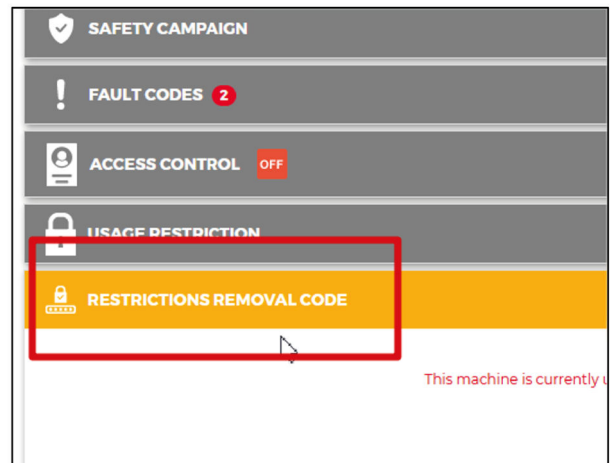 SAFETY CAMPAIGN
FAULT CODES 2
ACCESS CONTROL OFF
USAGE RESTRICTION
RESTRICTIONS REMOVAL CODE
This machine is currently